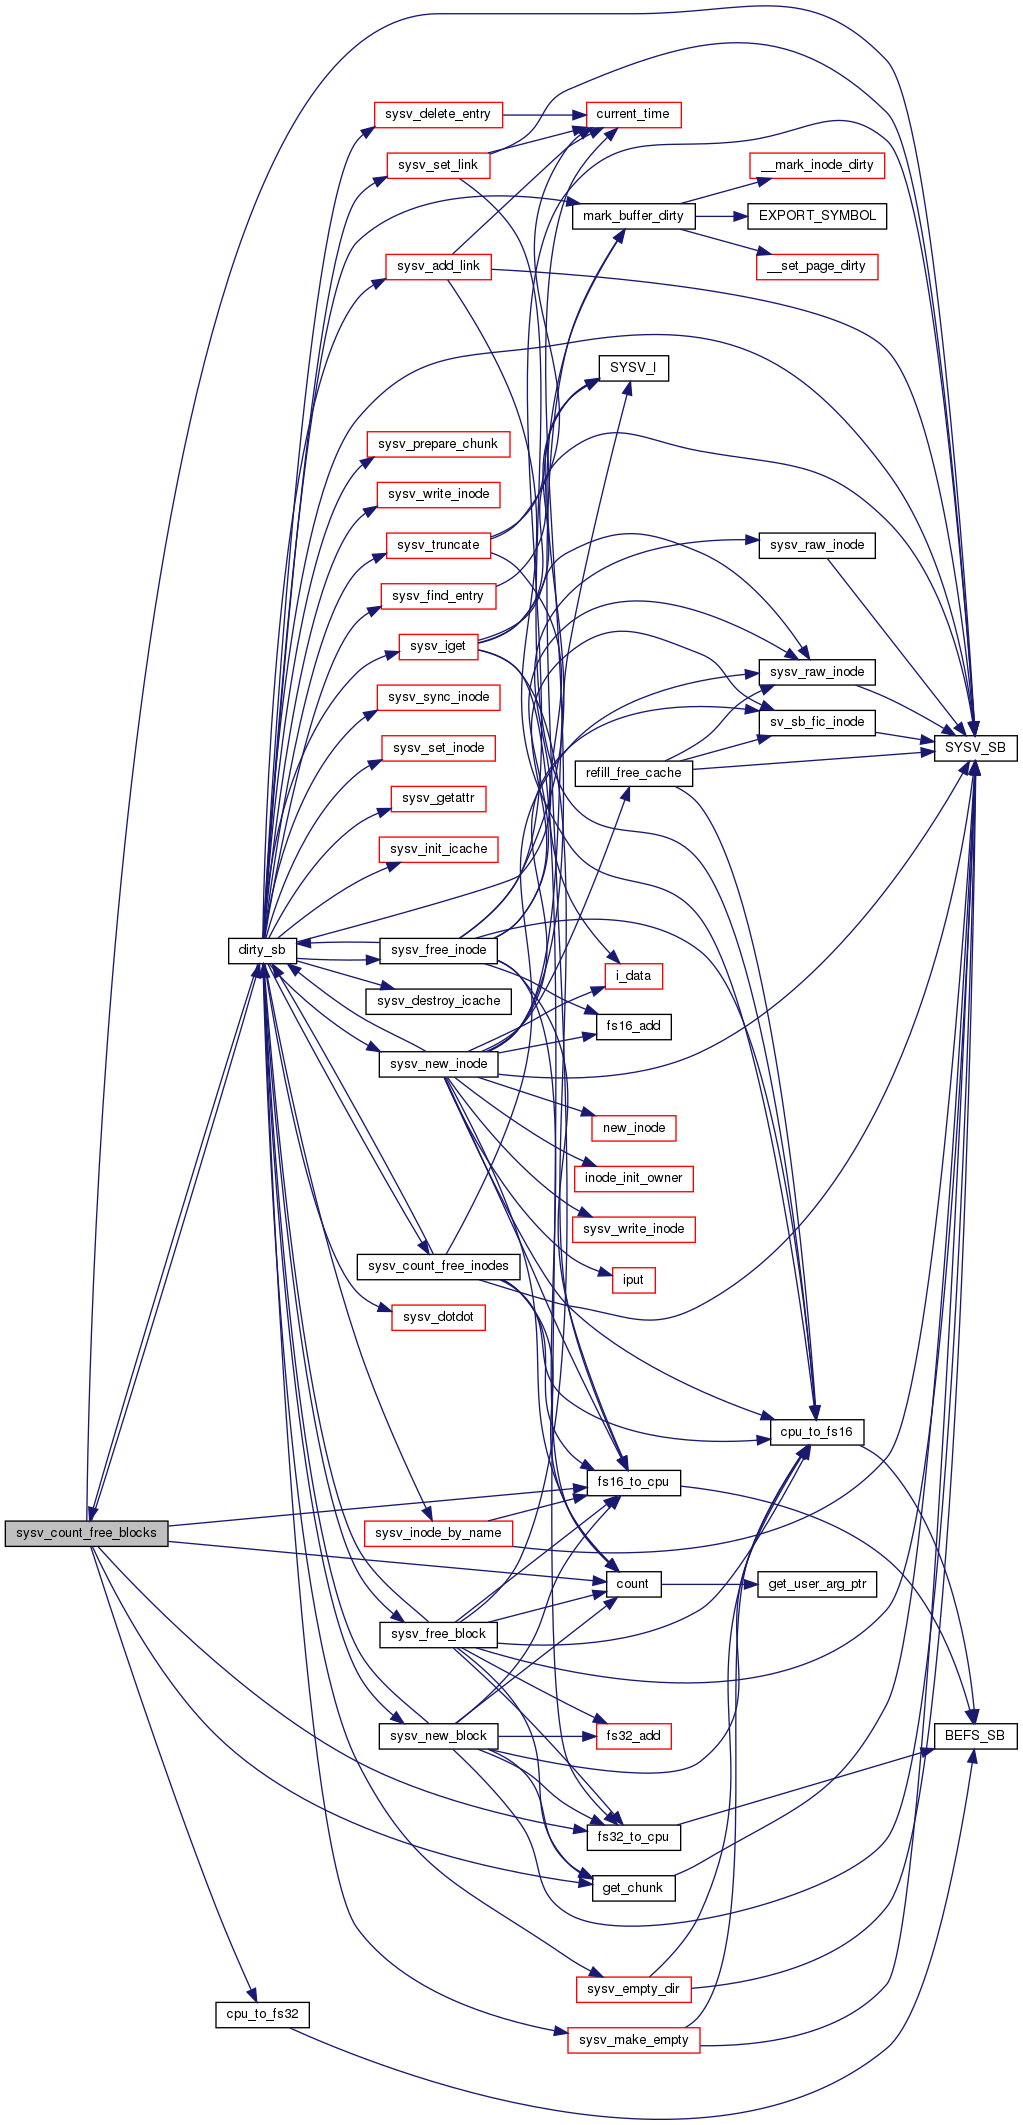 sysv_delete_entry
current_time
sysv_set_link
__mark_inode_dirty
mark_buffer_dirty
EXPORT_SYMBOL
sysv_add_link
__set_page_dirty
SYSV_I
sysv_prepare_chunk
sysv_write_inode
sysv_truncate
sysv_raw_inode
sysv_find_entry
sysv_iget
sysv_raw_inode
sysv_sync_inode
sv_sb_fic_inode
sysv_set_inode
SYSV_SB
refill_free_cache
sysv_getattr
sysv_init_icache
dirty_sb
sysv_free_inode
i_data
sysv_destroy_icache
fs16_add
sysv_new_inode
new_inode
inode_init_owner
sysv_write_inode
sysv_count_free_inodes
iput
sysv_dotdot
cpu_to_fs16
fs16_to_cpu
sysv_count_free_blocks
sysv_inode_by_name
count
get_user_arg_ptr
sysv_free_block
sysv_new_block
fs32_add
BEFS_SB
fs32_to_cpu
get_chunk
sysv_empty_dir
cpu_to_fs32
sysv_make_empty